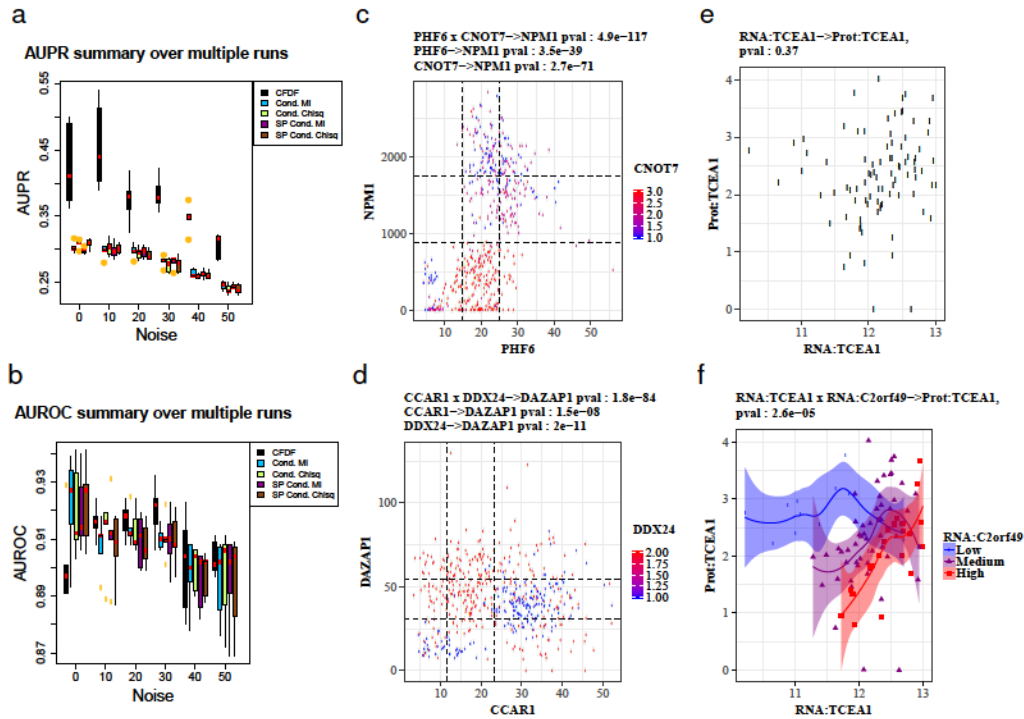 a
AUPR summary over multiple runs
0.55
0.45
0.35
0.25
AUPR
CFDF
Cond. MI
Cond. Chisq
SP Cond. MI
SP Cond. Chisq
0 10 20 30 40 50
Noise
b
AUROC summary over multiple runs
0.93
0.91
0.89
0.87
AUROC
CFDF
Cond. MI
Cond. Chisq
SP Cond. MI
SP Cond. Chisq
0 10 20 30 40 50
Noise
c
PHF6 x CNOT7−>NPM1 pval : 4.9e−117
PHF6−>NPM1 pval : 3.5e−39
CNOT7−>NPM1 pval : 2.7e−71
2000
1000
0
NPM1
CNOT7
3.0
2.5
2.0
1.5
1.0
10 20 30 40 50
PHF6
d
CCAR1 x DDX24−>DAZAP1 pval : 1.8e−84
CCAR1−>DAZAP1 pval : 1.5e−08
DDX24−>DAZAP1 pval : 2e−11
100
50
0
DAZAP1
DDX24
2.00
1.75
1.50
1.25
1.00
10 20 30 40 50
CCAR1
e
RNA:TCEA1−>Prot:TCEA1,
pval : 0.37
4
3
2
1
0
Prot:TCEA1
11 12 13
RNA:TCEA1
f
RNA:TCEA1 x RNA:C2orf49−>Prot:TCEA1,
pval : 2.6e−05
4
3
2
1
0
Prot:TCEA1
RNA:C2orf49
Low
Medium
High
11 12 13
RNA:TCEA1